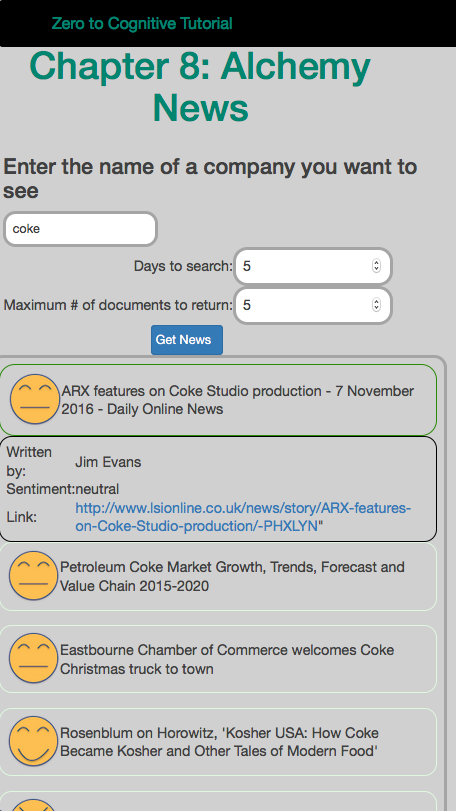 Zero to Cognitive Tutorial
Chapter 8: Alchemy
News
Enter the name of a company you want to
see
coke
Days to search: 5
Maximum # of documents to return: 5
Get News
ARX features on Coke Studio production - 7 November
2016 - Daily Online News
Written
by:
Jim Evans
Sentiment:neutral
Link:
http://www.lsionline.co.uk/news/story/ARX-features-
on-Coke-Studio-production/-PHXLYN"
Petroleum Coke Market Growth, Trends, Forecast and
Value Chain 2015-2020
Eastbourne Chamber of Commerce welcomes Coke
Christmas truck to town
Rosenblum on Horowitz, 'Kosher USA: How Coke
Became Kosher and Other Tales of Modern Food'